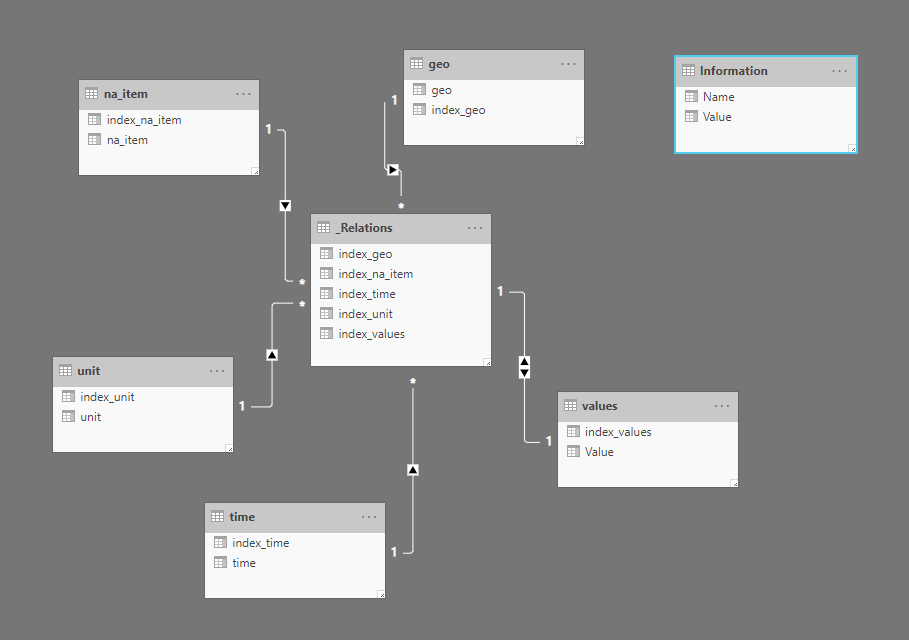 na_item ...
index_na_item
na_item
1
*
geo ...
geo
index_geo
1
*
Information ...
Name
Value
_Relations ...
index_geo
index_na_item
index_time
index_unit
index_values
1
1
unit ...
index_unit
unit
1
*
values ...
index_values
Value
time ...
index_time
time
1
*